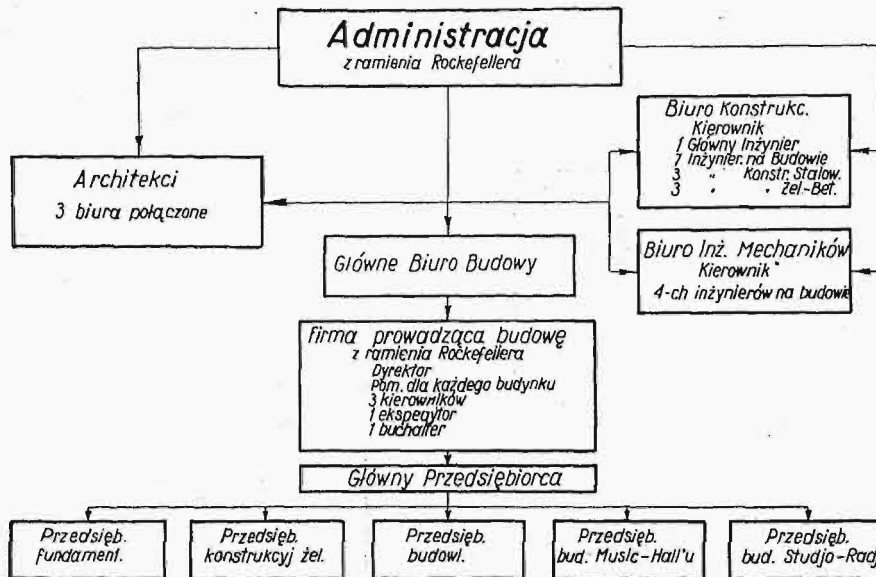 Administracja
z ramienia Rockefellera
Architekci
3 biura połączone
Biuro Konstrukc.
Kierownik
1 Główny Inżynier
7 Inżynier. na Budowie
3 " Konstr. Stalow.
3 " " Żel-Bet.
Biuro Inż. Mechaników
Kierownik
4-ch inżynierów na budowie
Główne Biuro Budowy
firma prowadząca budowę
z ramienia Rockefellera
Dyrektor
Pom. dla każdego budynku
3 kierowników
1 ekspedytor
1 buchalter
Główny Przedsiębiorca
Przedsięb.
fundament.
Przedsięb.
konstrukcyj żel.
Przedsięb.
budowl.
Przedsięb.
bud. Music-Hall'u
Przedsięb.
bud. Studjo-Radj